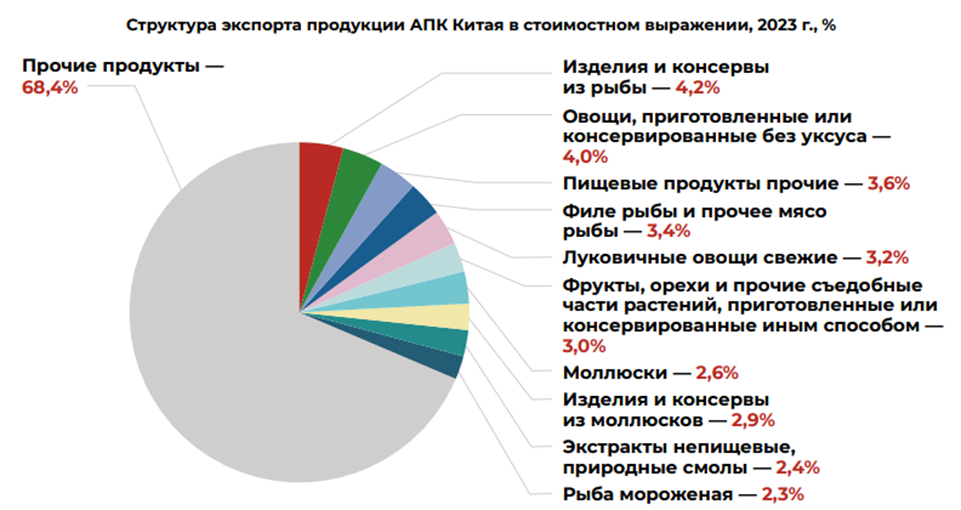 Структура экспорта продукции АПК Китая в стоимостном выражении, 2023 г., %
Прочие продукты —
68,4%
Изделия и консервы
из рыбы — 4,2%
Овощи, приготовленные или
консервированные без уксуса —
4,0%
Пищевые продукты прочие — 3,6%
Филе рыбы и прочее мясо
рыбы — 3,4%
Луковичные овощи свежие — 3,2%
Фрукты, орехи и прочие съедобные
части растений, приготовленные или
консервированные иным способом —
3,0%
Моллюски — 2,6%
Изделия и консервы
из моллюсков — 2,9%
Экстракты непищевые,
природные смолы — 2,4%
Рыба мороженая — 2,3%